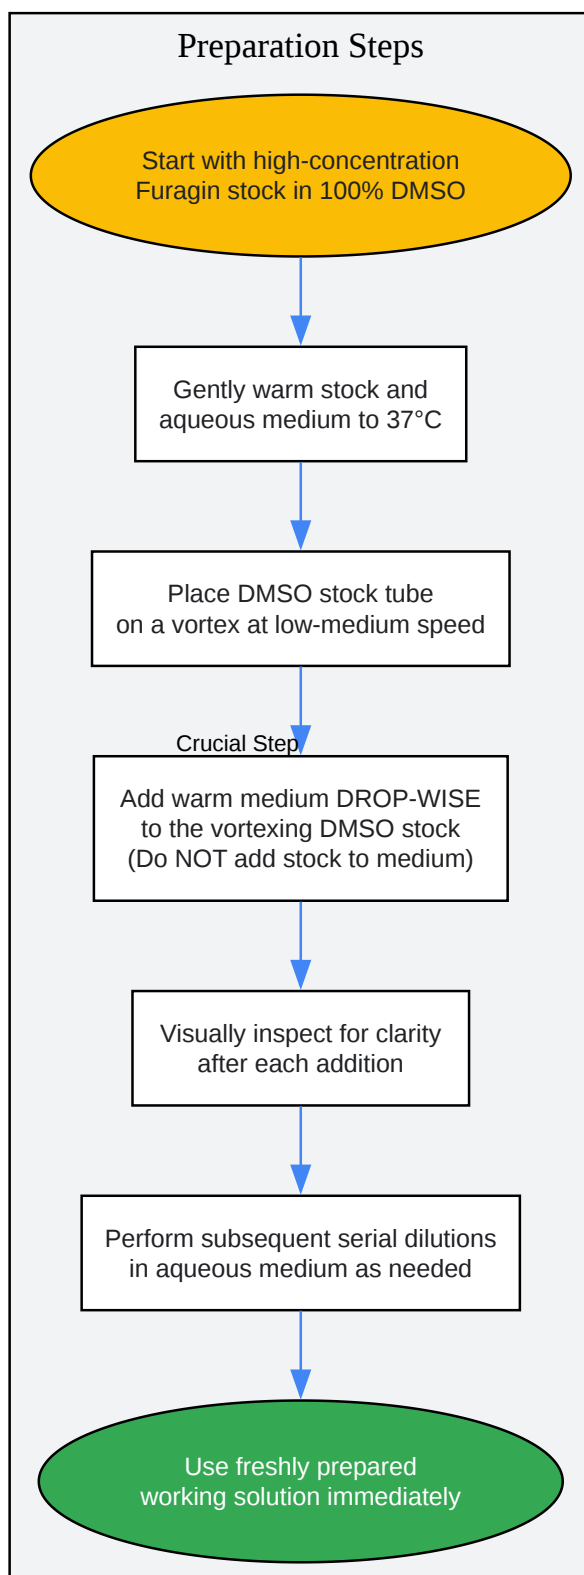 Preparation Steps
Start with high-concentration
Furagin stock in 100% DMSO
Gently warm stock and
aqueous medium to 37°C
Place DMSO stock tube
on a vortex at low-medium speed
Crucial Step
Add warm medium DROP-WISE
to the vortexing DMSO stock
(Do NOT add stock to medium)
Visually inspect for clarity
after each addition
Perform subsequent serial dilutions
in aqueous medium as needed
Use freshly prepared
working solution immediately